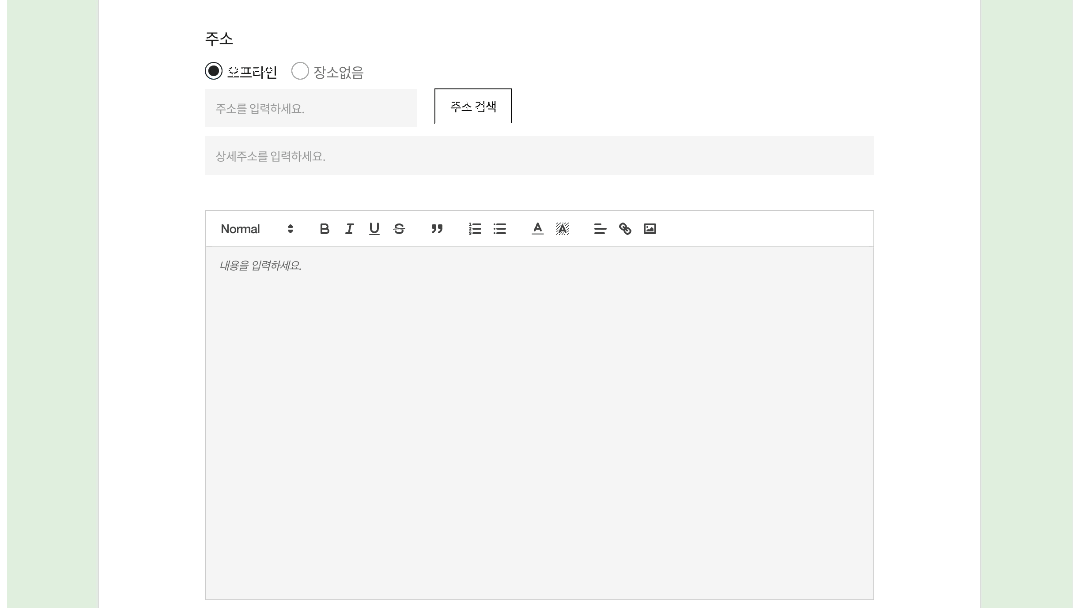 주소
오프라인 장소없음
주소를 입력하세요. 주소 검색
상세주소를 입력하세요.
Normal B I U S A A
내용을 입력하세요.